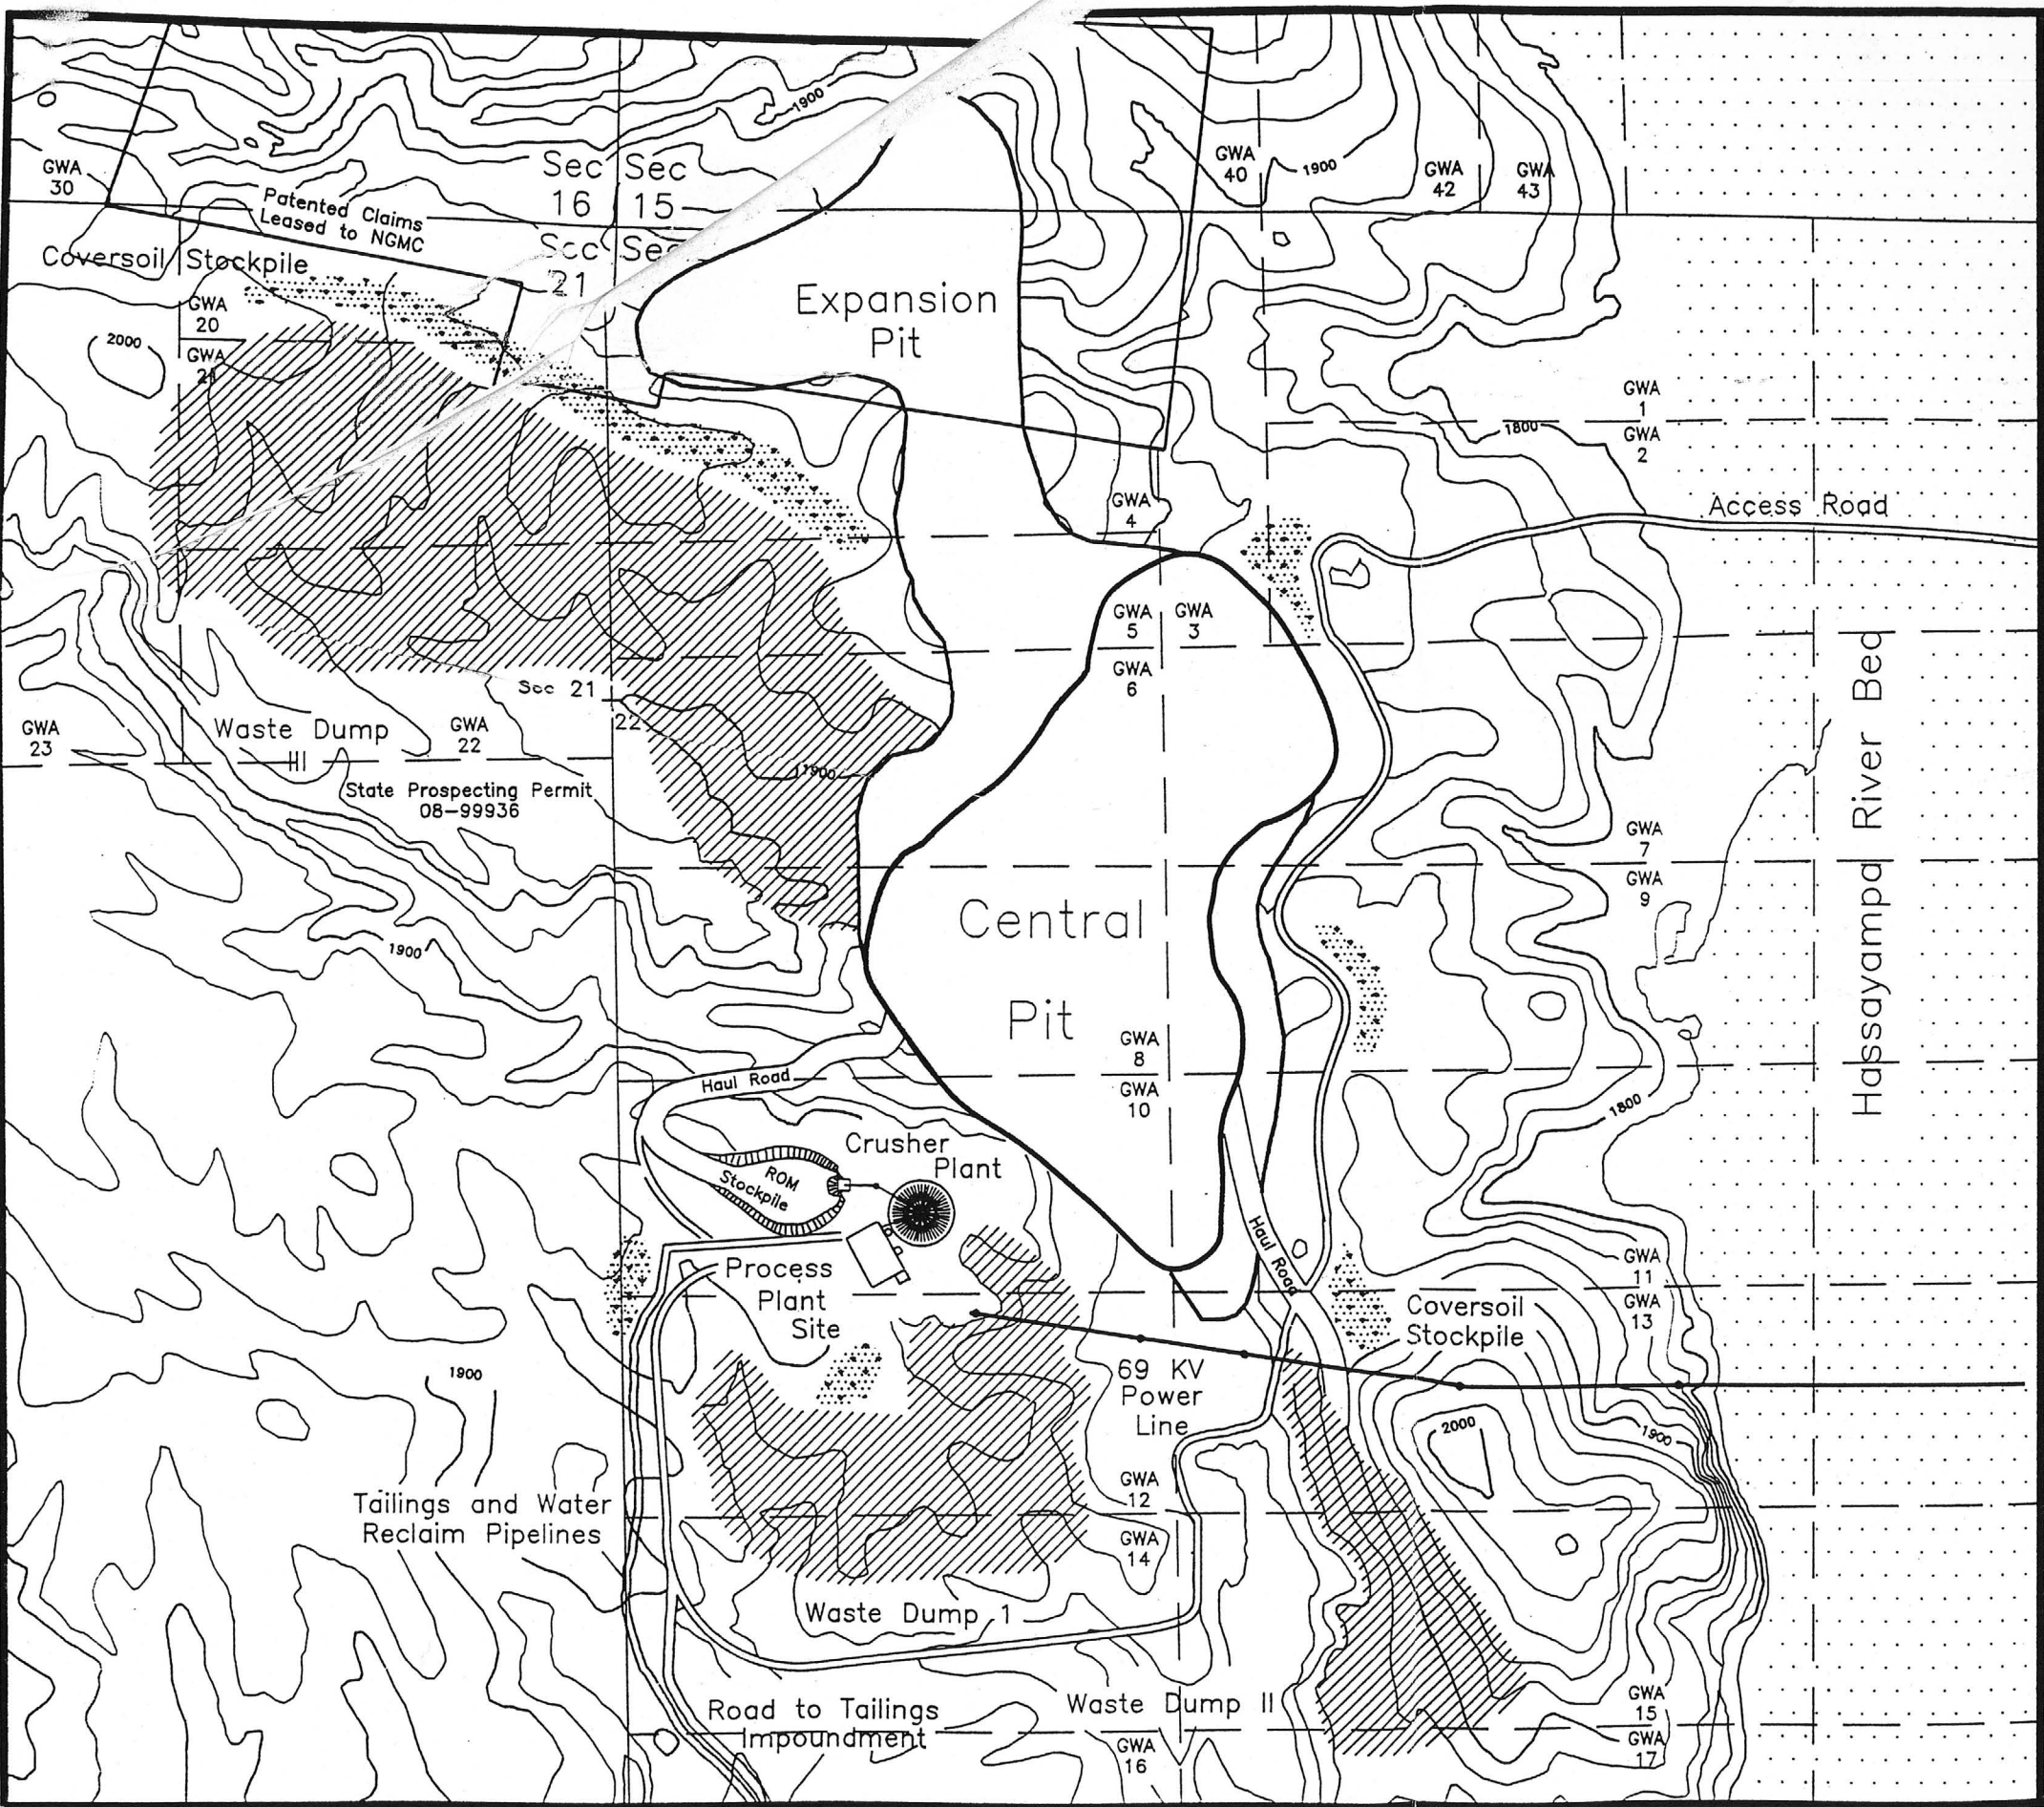 1900
GWA
30
Sec Sec
16 15
GWA
40
1900
GWA
42
GWA
43
Patented Claims
Leased to NGMC
Coversoil Stockpile
21
GWA
20
GWA
21
2000
Expansion
Pit
GWA
1
GWA
2
1800
GWA
4
Access Road
GWA
5
GWA
3
GWA
6
Sec 21
22
GWA
23
Waste Dump
III
GWA
22
State Prospecting Permit
08-99936
1900
1900
GWA
7
GWA
9
Hassayampa River Bed
Central
Pit
GWA
8
GWA
10
Haul Road
1800
Crusher
Plant
ROM
Stockpile
Haul Road
Process
Plant
Site
GWA
11
GWA
13
Coversoil
Stockpile
69 KV
Power
Line
1900
2000
1900
GWA
12
GWA
14
Tailings and Water
Reclaim Pipelines
Waste Dump 1
Road to Tailings
Impoundment
Waste Dump II
GWA
15
GWA
17
GWA
16